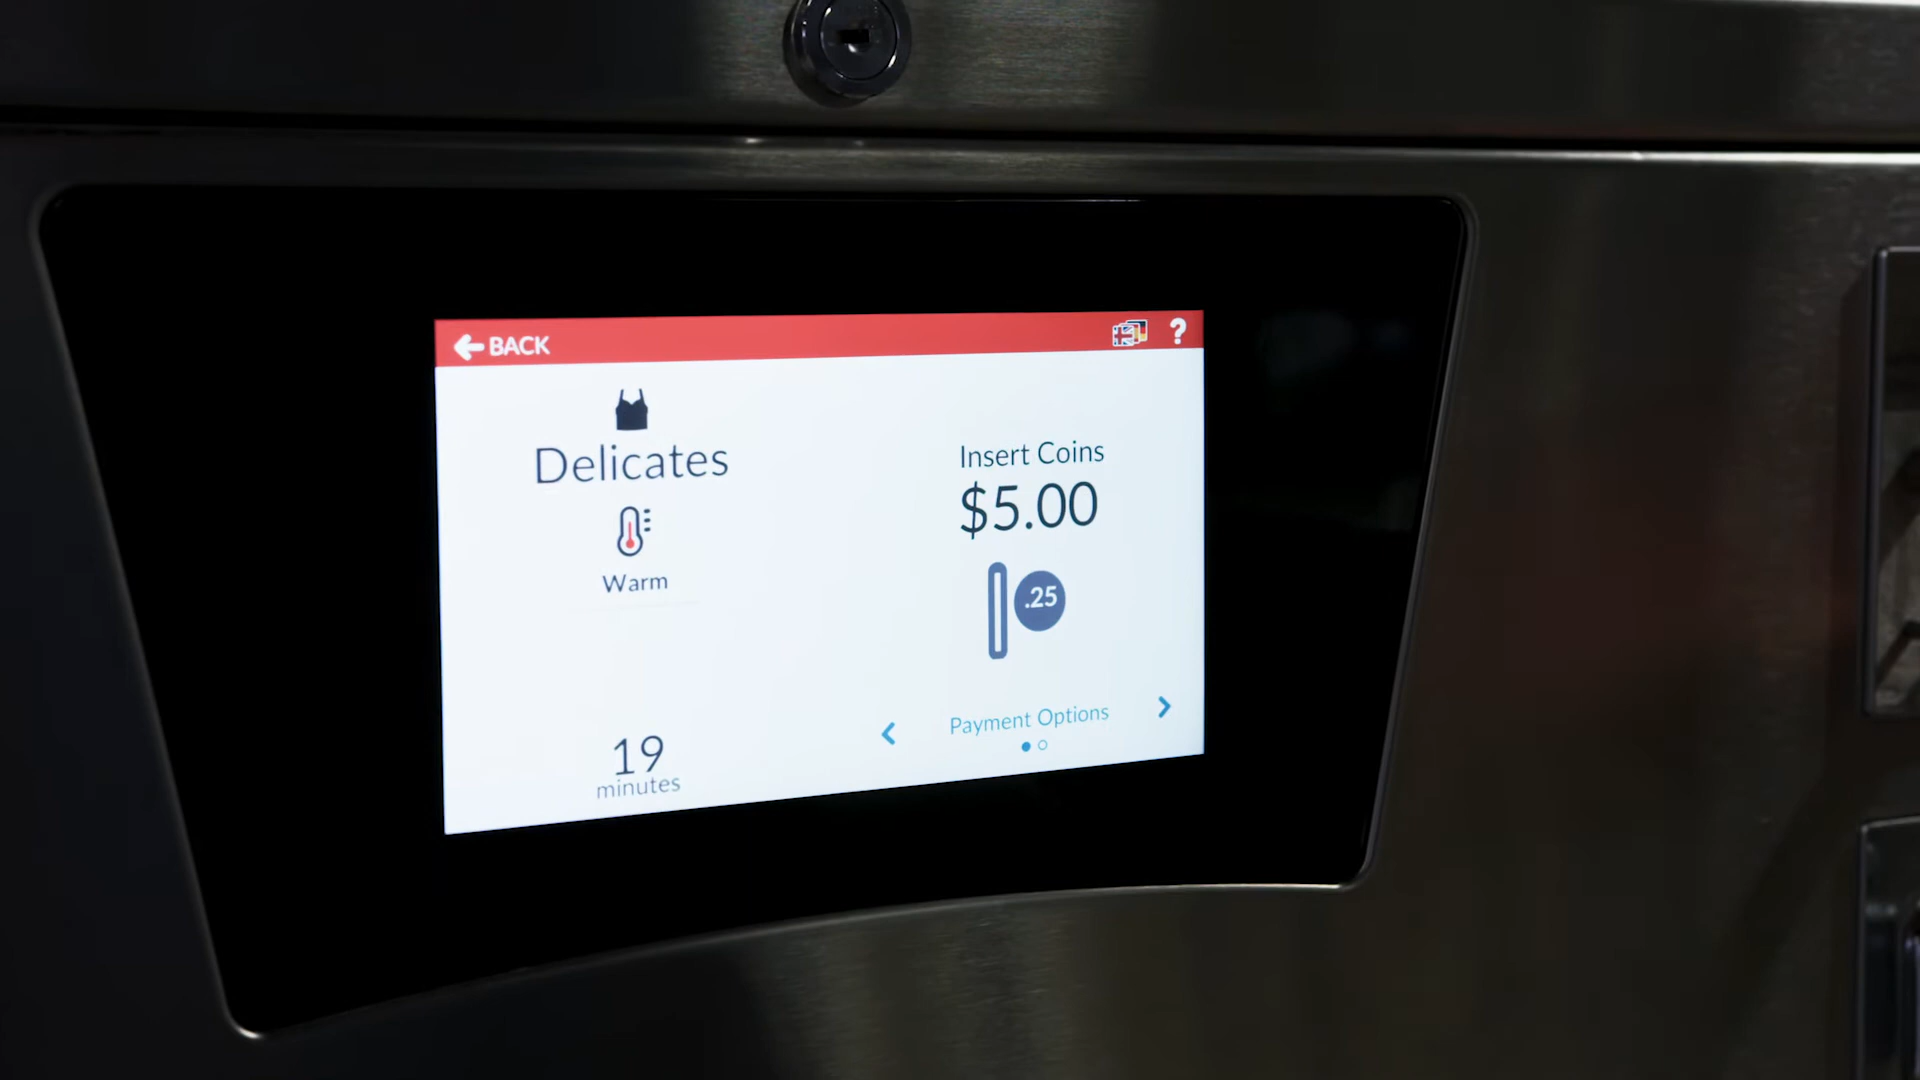 BACK
?
Delicates
Warm
19
minutes
Insert Coins
$5.00
.25
Payment Options